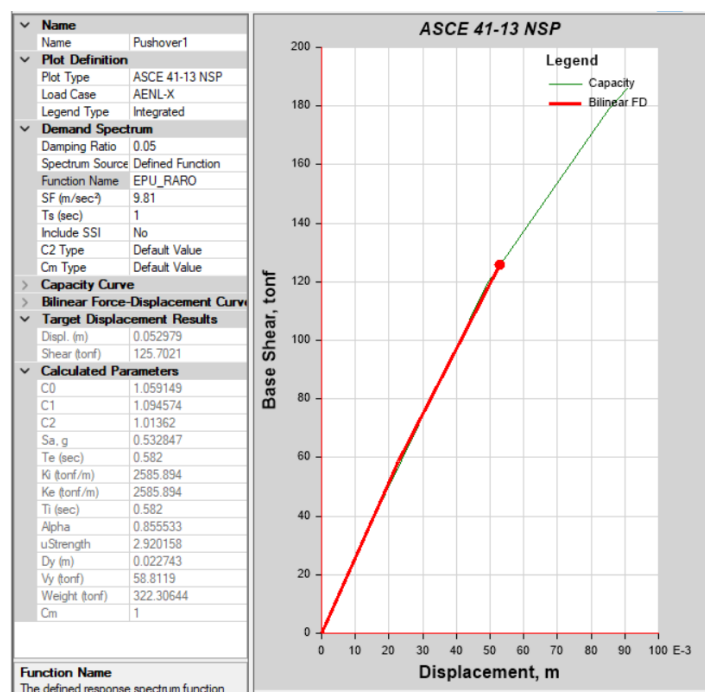 Name
Name Pushover1
Plot Definition
Plot Type ASCE 41-13 NSP
Load Case AENL-X
Legend Type Integrated
Demand Spectrum
Damping Ratio 0.05
Spectrum Source Defined Function
Function Name EPU_RARO
SF (m/sec²) 9.81
Ts (sec) 1
Include SSI No
C2 Type Default Value
Cm Type Default Value
Capacity Curve
Bilinear Force-Displacement Curve
Target Displacement Results
Displ. (m) 0.052979
Shear (tonf) 125.7021
Calculated Parameters
C0 1.059149
C1 1.094574
C2 1.01362
Sa, g 0.532847
Te (sec) 0.582
Ki (tonf/m) 2585.894
Ke (tonf/m) 2585.894
Ti (sec) 0.582
Alpha 0.855533
uStrength 2.920158
Dy (m) 0.022743
Vy (tonf) 58.8119
Weight (tonf) 322.30644
Cm 1
Function Name
The defined response spectrum function
ASCE 41-13 NSP
Legend
Capacity
Bilinear FD
200
180
160
140
120
100
80
60
40
20
0
Base Shear, tonf
0 10 20 30 40 50 60 70 80 90 100 E-3
Displacement, m